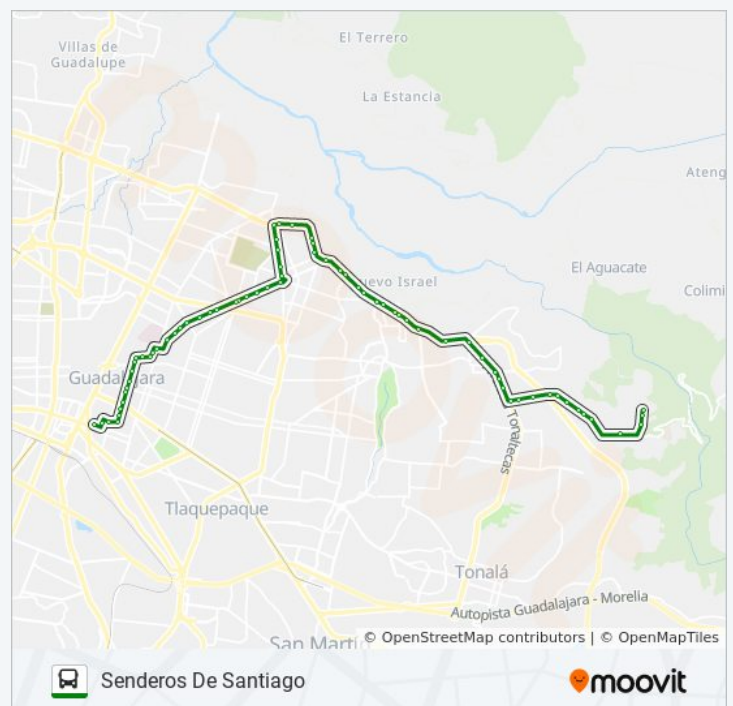 Villas de
Guadalupe
El Terrero
La Estancia
Ateng
Nuevo Israel
El Aguacate
Colimi
Guadalajara
Tonaltecas
Tlaquepaque
Tonalá
Autopista Guadalajara - Morelia
San Martín
© OpenStreetMap contributors | © OpenMapTiles
Senderos De Santiago
moovit